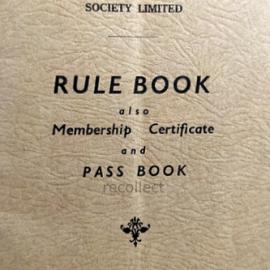 SOCIETY LIMITED
RULE BOOK
also
Membership Certificate
and
PASS BOOK
recollect